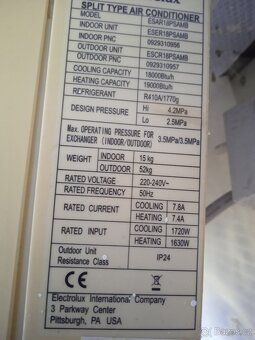 SPLIT TYPE AIR CONDITIONER
MODEL ESAR18PSAMB
INDOOR UNIT ESIR18PSAMB
INDOOR PNC 0929310956
OUTDOOR UNIT ESCR18PSAMB
OUTDOOR PNC 0929310957
COOLING CAPACITY 18000Btu/h
HEATING CAPACITY 19000Btu/h
REFRIGERANT R410A/1770g
DESIGN PRESSURE Hi 4.2MPa
Lo 2.5MPa
Max. OPERATING PRESSURE FOR
EXCHANGER (INDOOR/OUTDOOR) 3.5MPa/3.5MPa
WEIGHT INDOOR 15 kg
OUTDOOR 52kg
RATED VOLTAGE 220-240V~
RATED FREQUENCY 50Hz
RATED CURRENT COOLING 7.8A
HEATING 7.4A
RATED INPUT COOLING 1720W
HEATING 1630W
Outdoor Unit
Resistance Class IP24
CE
Electrolux International Company
3 Parkway Center
Pittsburgh, PA USA